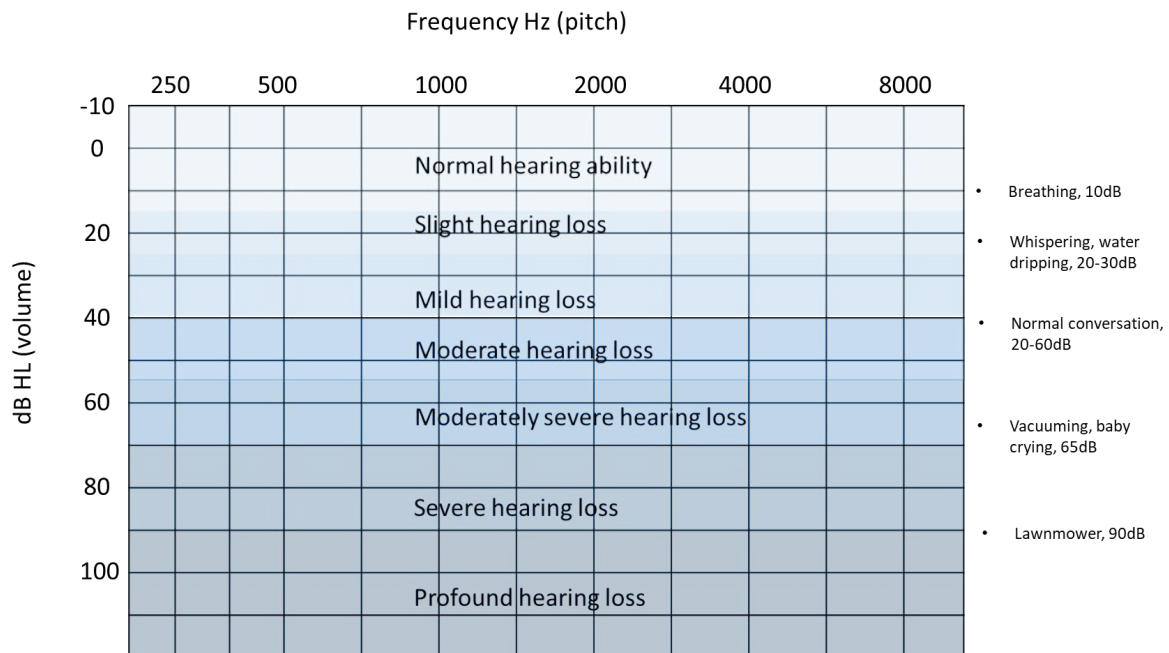 Frequency Hz (pitch)
250 500 1000 2000 4000 8000
-10
0
Normal hearing ability
• Breathing, 10dB
Slight hearing loss
20
• Whispering, water
dripping, 20-30dB
Mild hearing loss
40
• Normal conversation,
20-60dB
Moderate hearing loss
dB HL (volume)
60
Moderately severe hearing loss
• Vacuuming, baby
crying, 65dB
80
Severe hearing loss
• Lawnmower, 90dB
100
Profound hearing loss